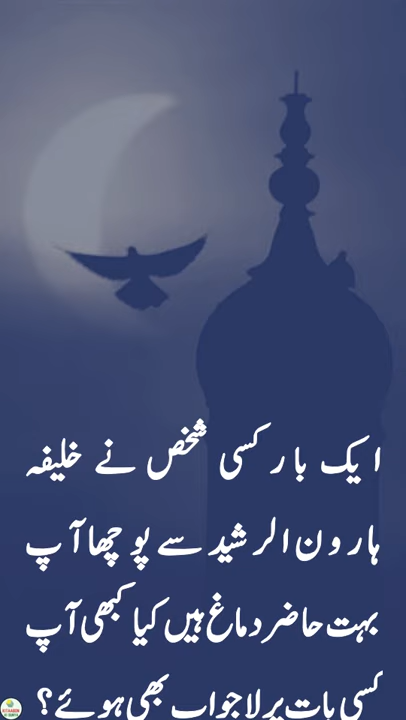 ایک بار کسی شخص نے خلیفہ
ہارون الرشید سے پوچھا آپ
بہت حاضر دماغ ہیں کیا کبھی آپ
کسی بات پر لاجواب بھی ہوئے؟